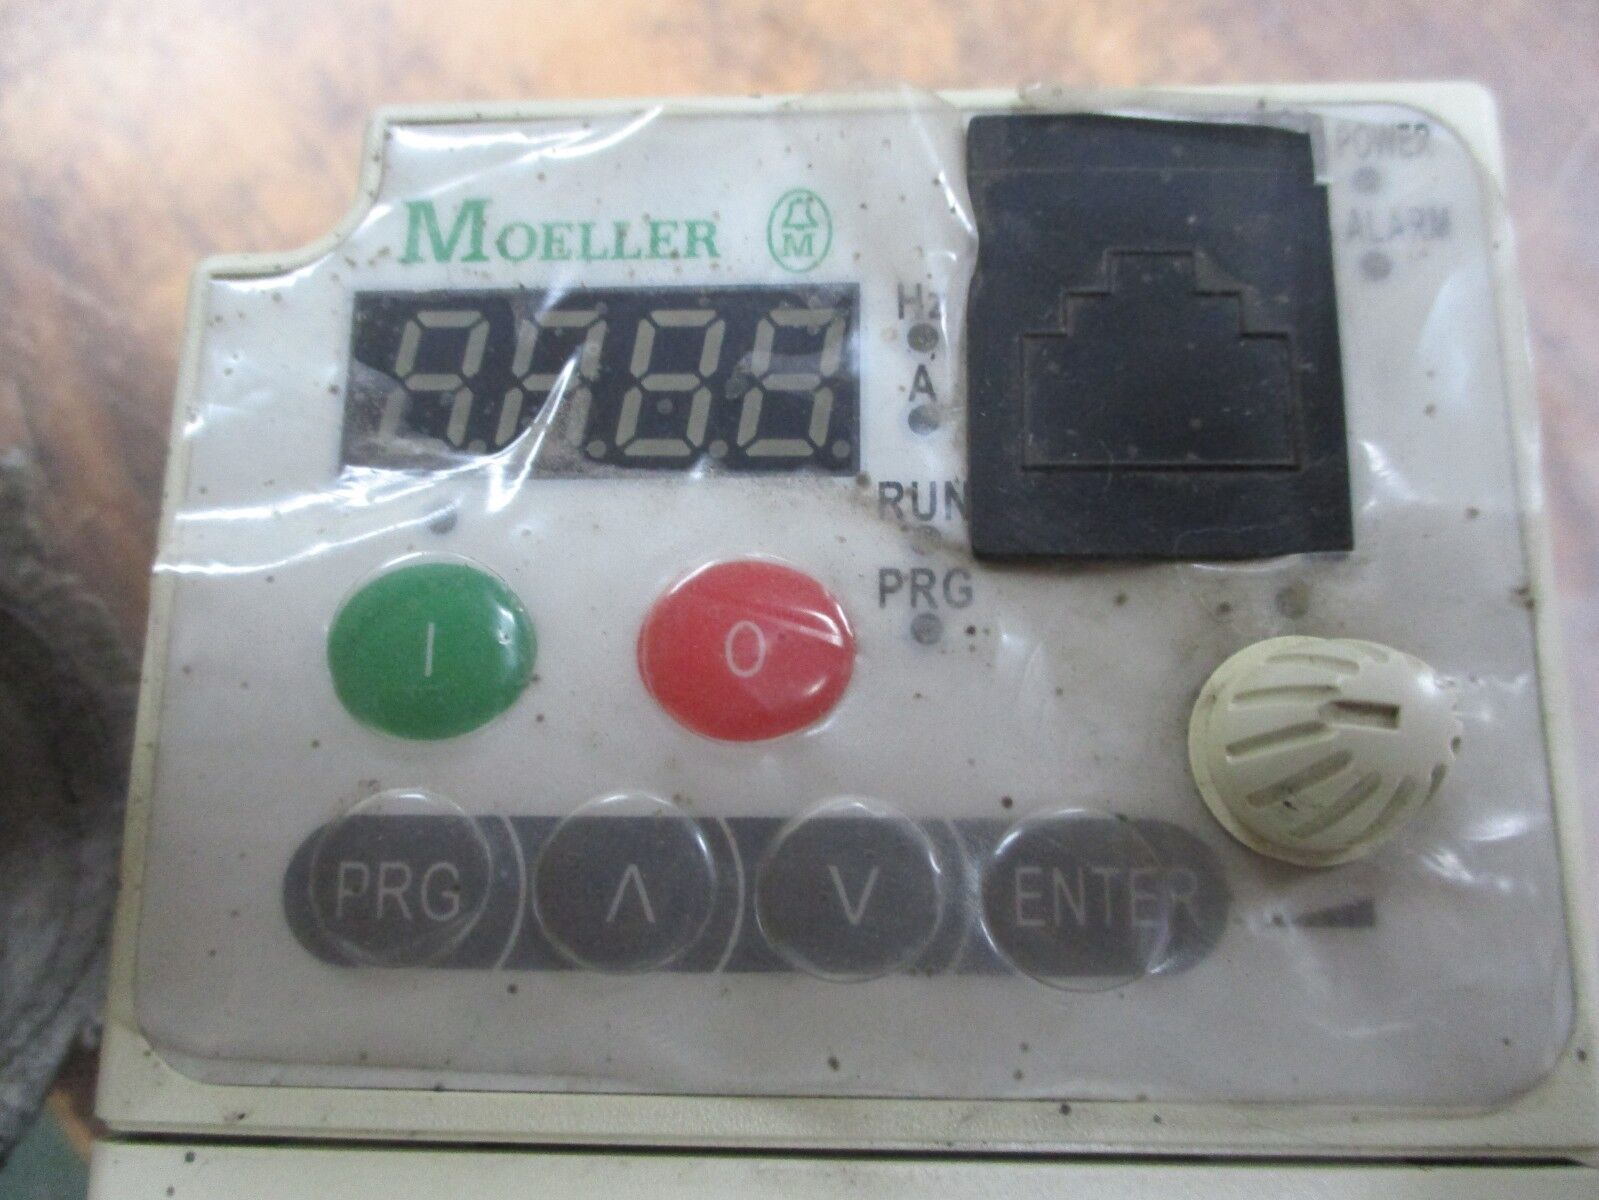 MOELLER M
POWER
ALARM
Hz
A
RUN
PRG
I
O
PRG
ENTER